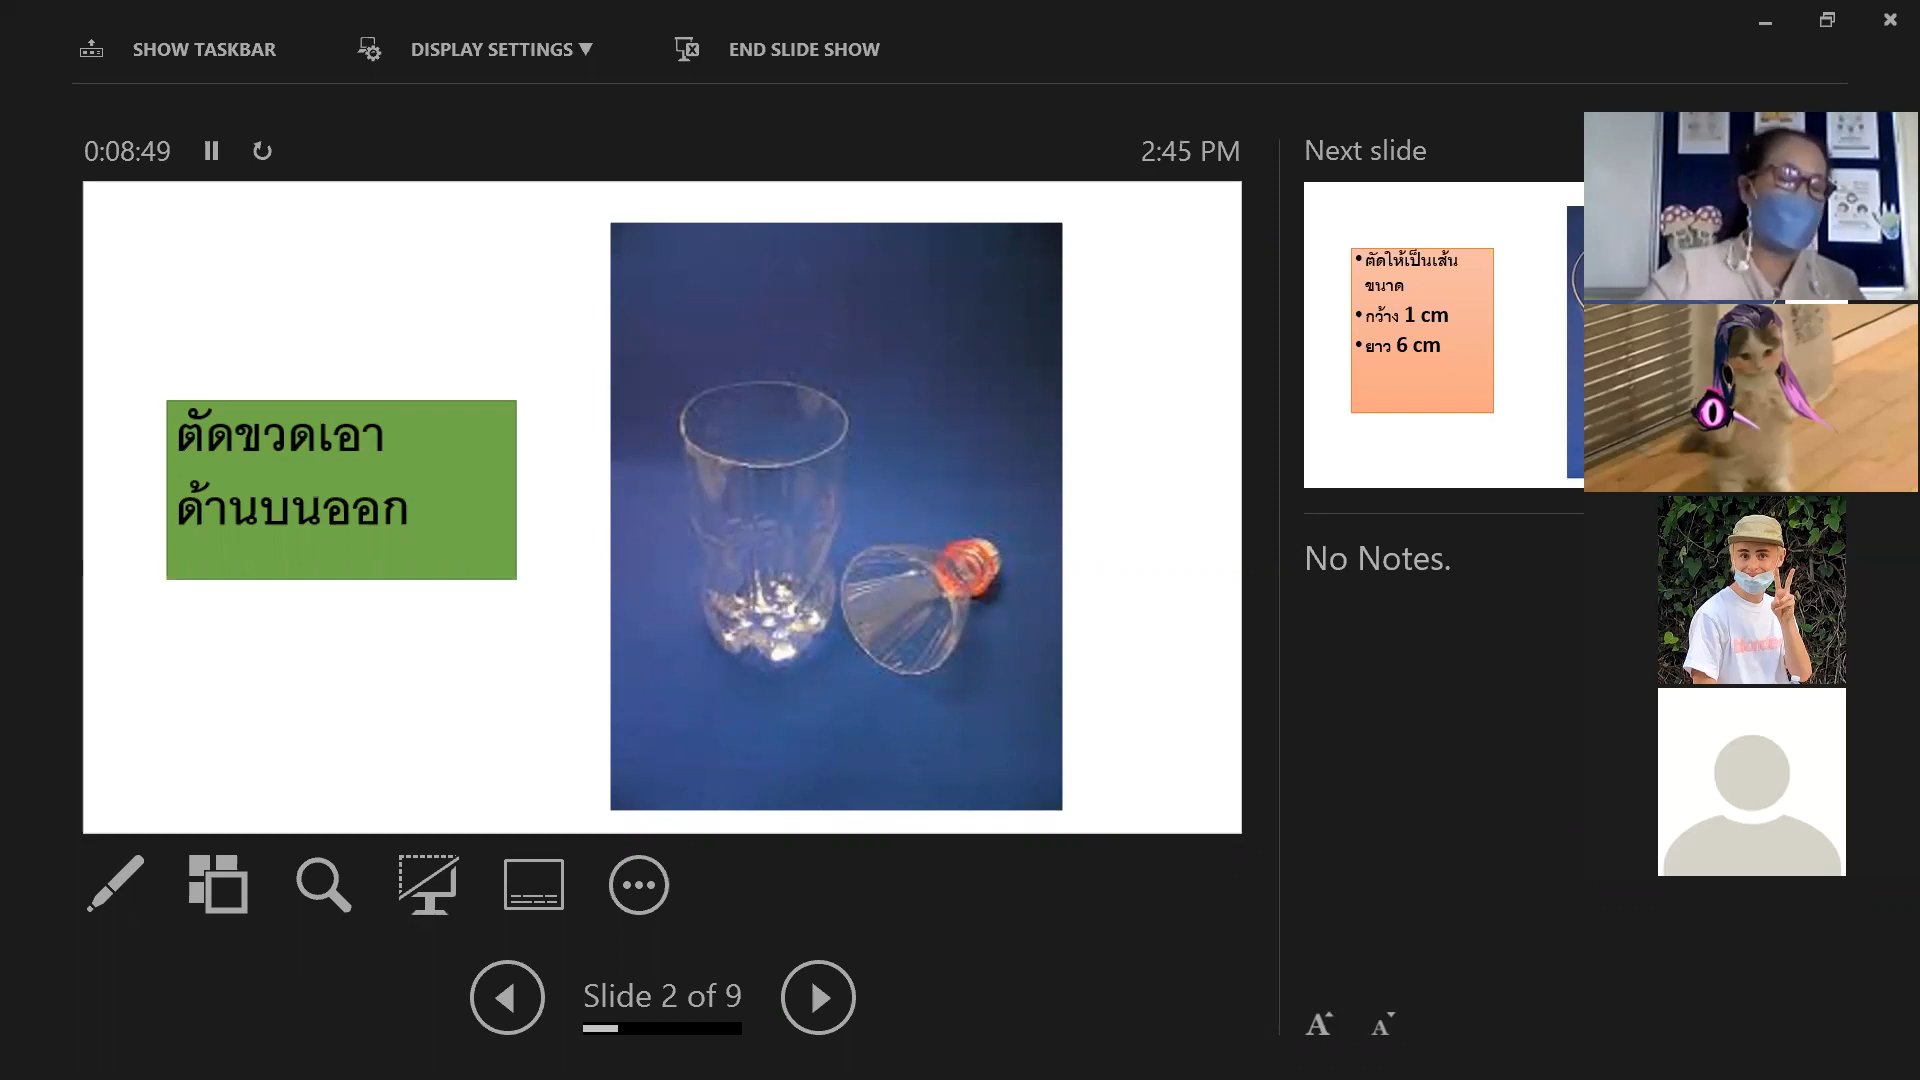 SHOW TASKBAR
DISPLAY SETTINGS ▼
END SLIDE SHOW
0:08:49
2:45 PM
Next slide
ตัดขวดเอา
ด้านบนออก
• ตัดให้เป็นเส้น
ขนาด
• กว้าง 1 cm
• ยาว 6 cm
No Notes.
Slide 2 of 9
A A